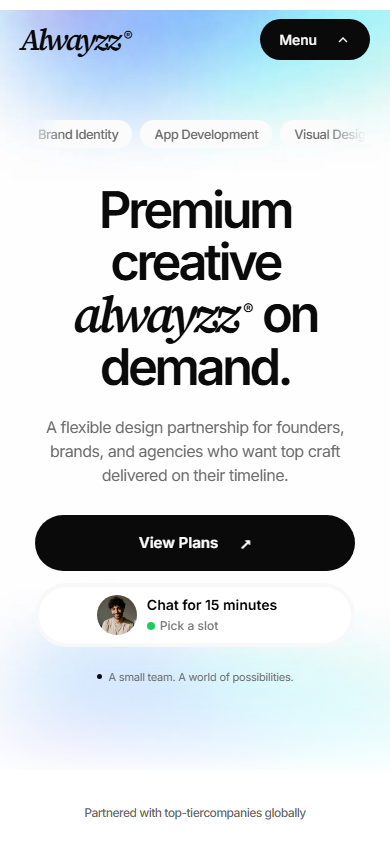 Alwayzz®
Menu
Brand Identity
App Development
Visual Desig
Premium
creative
alwayzz® on
demand.
A flexible design partnership for founders,
brands, and agencies who want top craft
delivered on their timeline.
View Plans
Chat for 15 minutes
Pick a slot
A small team. A world of possibilities.
Partnered with top-tiercompanies globally